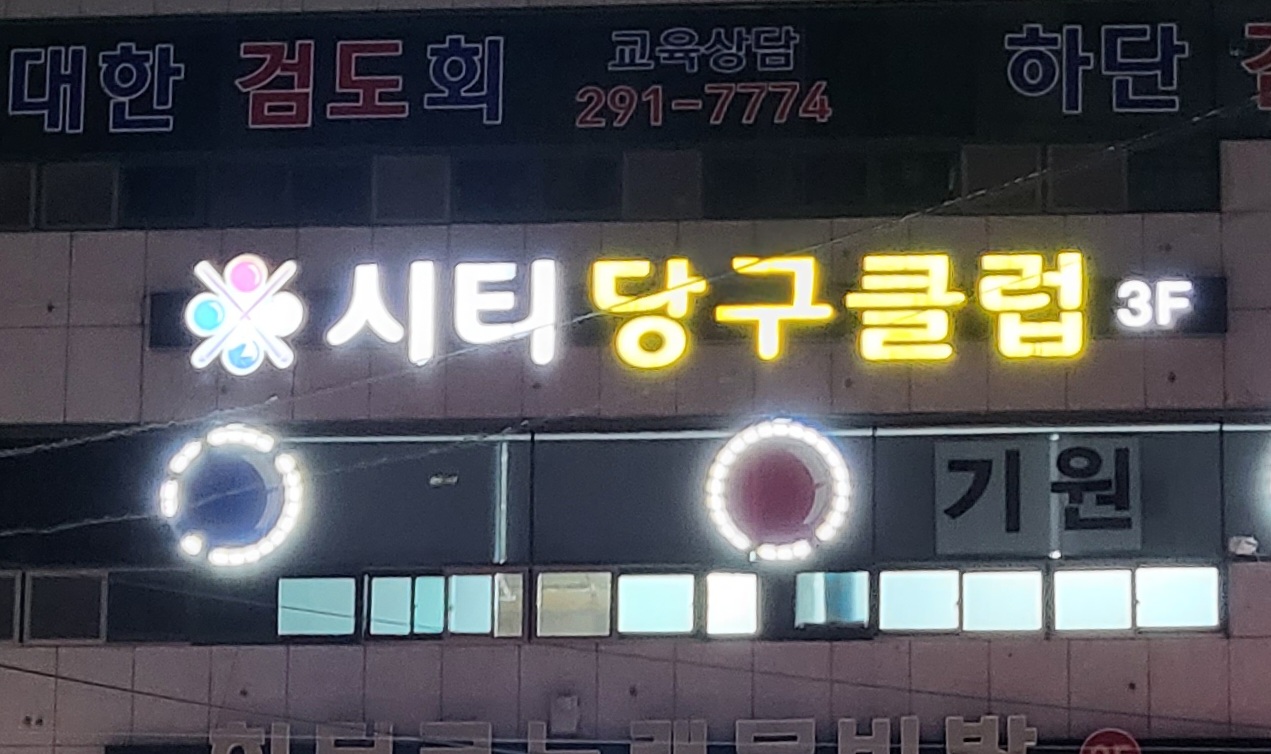 대한 검도회
교육상담
291-7774
하단
시티당구클럽 3F
기원